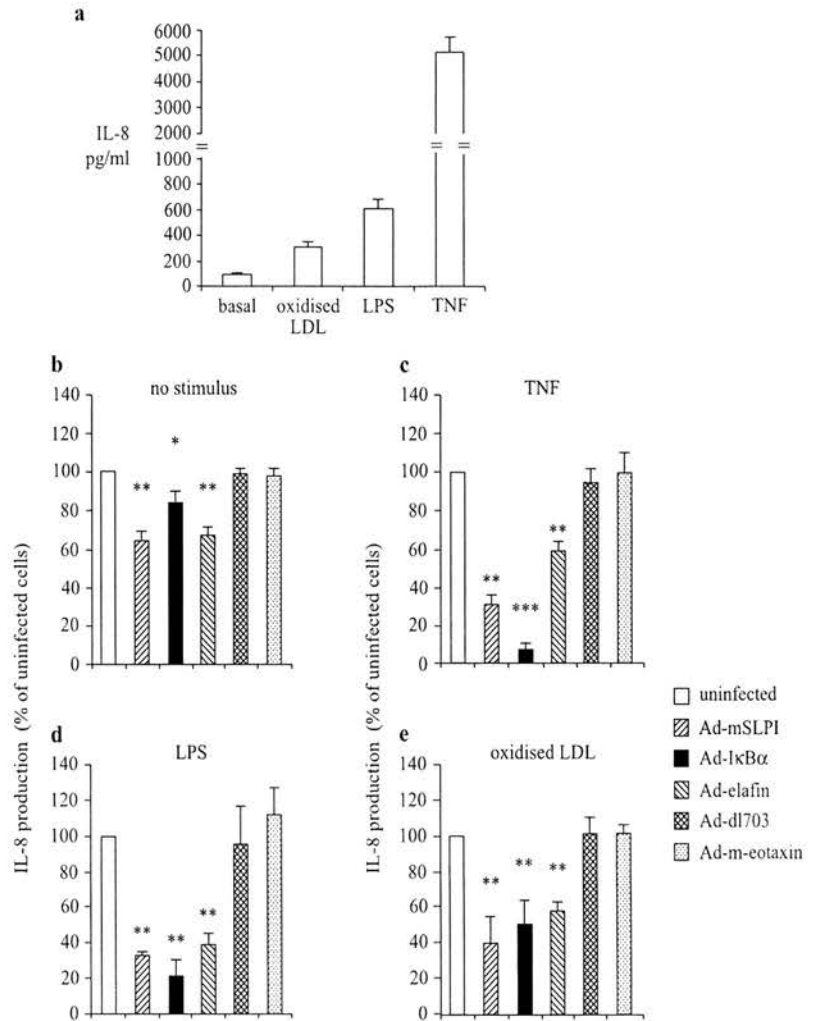 a
IL-8
pg/ml
6000
5000
4000
3000
2000
1000
800
600
400
200
0
basal
oxidised
LDL
LPS
TNF
b
no stimulus
140
120
100
80
60
40
20
0
**
*
**
c
TNF
140
120
100
80
60
40
20
0
**
***
**
IL-8 production (% of uninfected cells)
IL-8 production (% of uninfected cells)
d
LPS
140
120
100
80
60
40
20
0
**
**
**
e
oxidised LDL
140
120
100
80
60
40
20
0
**
**
**
uninfected
Ad-mSLPI
Ad-IκBα
Ad-elafin
Ad-dl703
Ad-m-eotaxin